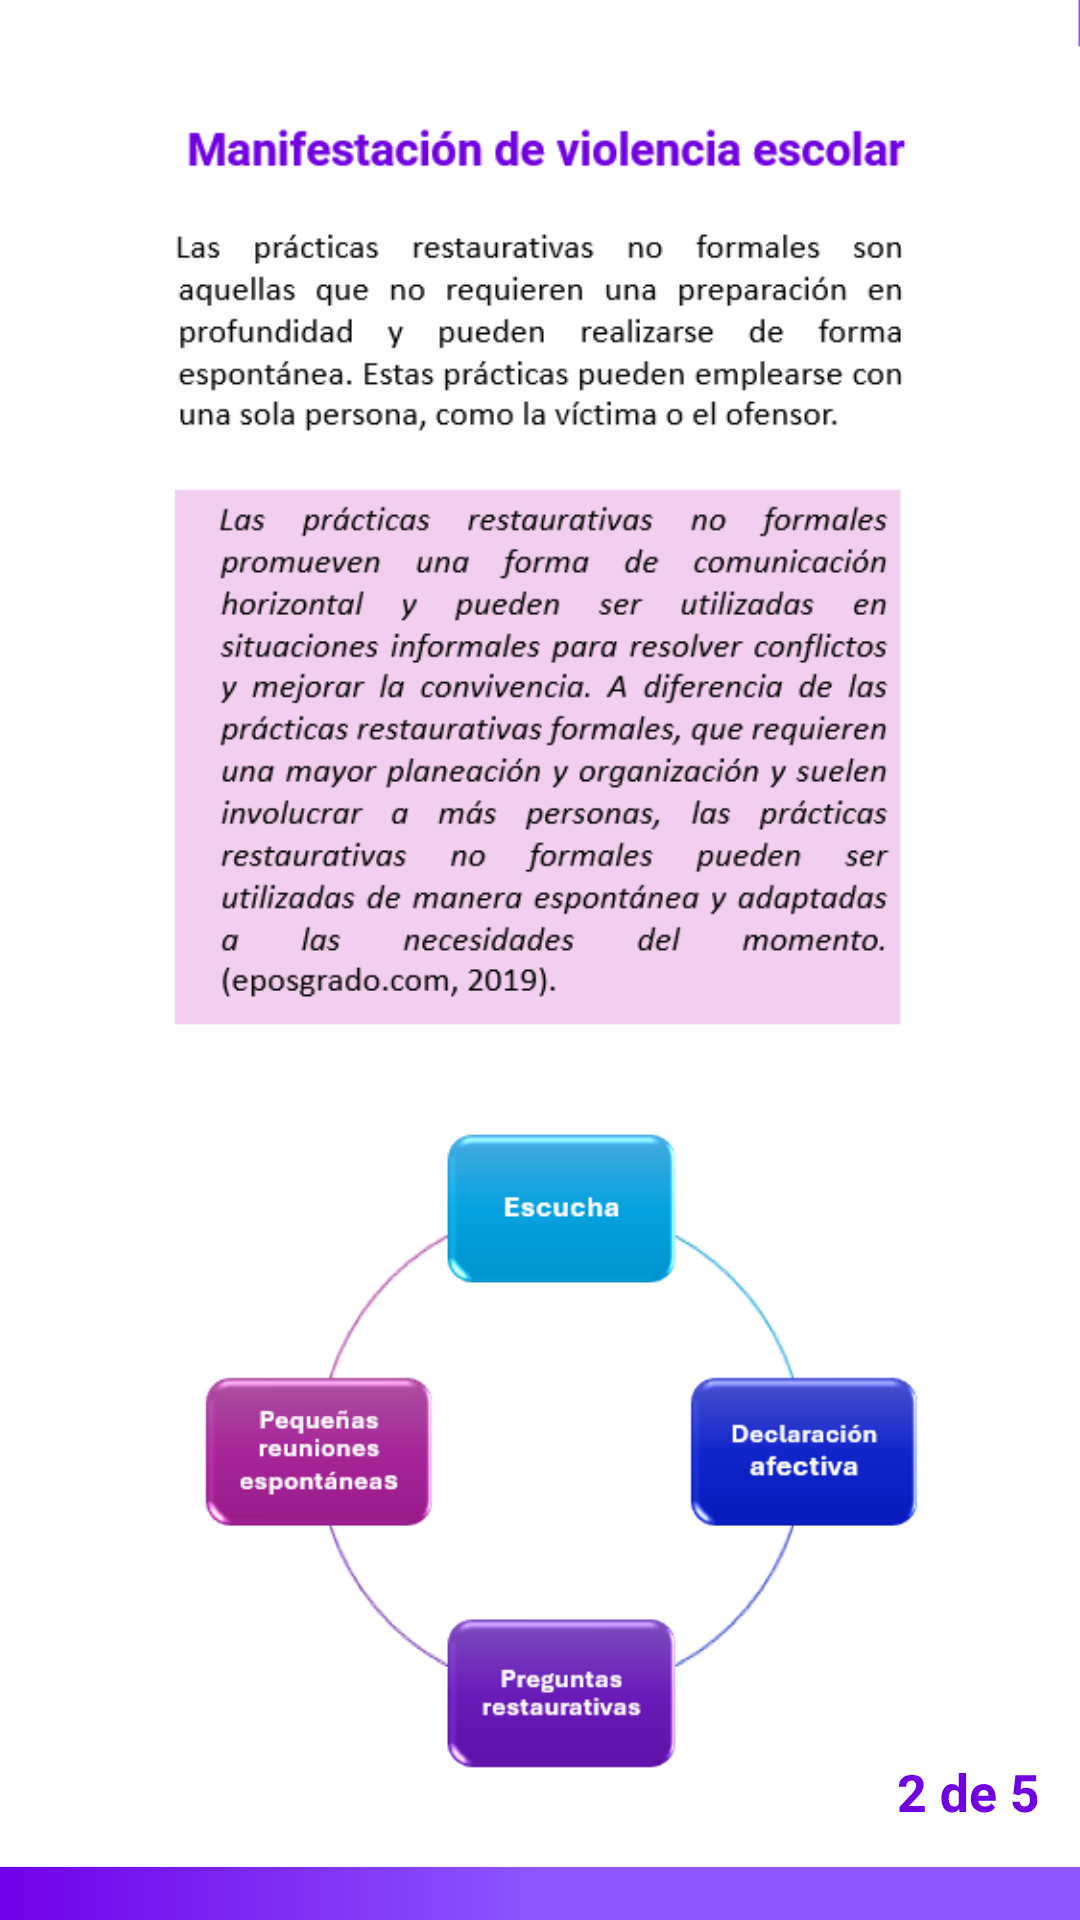 Manifestación de violencia escolar
Las prácticas restaurativas no formales son
aquellas que no requieren una preparación en
profundidad y pueden realizarse de forma
espontánea. Estas prácticas pueden emplearse con
una sola persona, como la víctima o el ofensor.
Las prácticas restaurativas no formales
promueven una forma de comunicación
horizontal y pueden ser utilizadas en
situaciones informales para resolver conflictos
y mejorar la convivencia. A diferencia de las
prácticas restaurativas formales, que requieren
una mayor planeación y organización y suelen
involucrar a más personas, las prácticas
restaurativas no formales pueden ser
utilizadas de manera espontánea y adaptadas
a las necesidades del momento.
(eposgrado.com, 2019).
Escucha
Declaración
afectiva
Preguntas
restaurativas
Pequeñas
reuniones
espontáneas
2 de 5